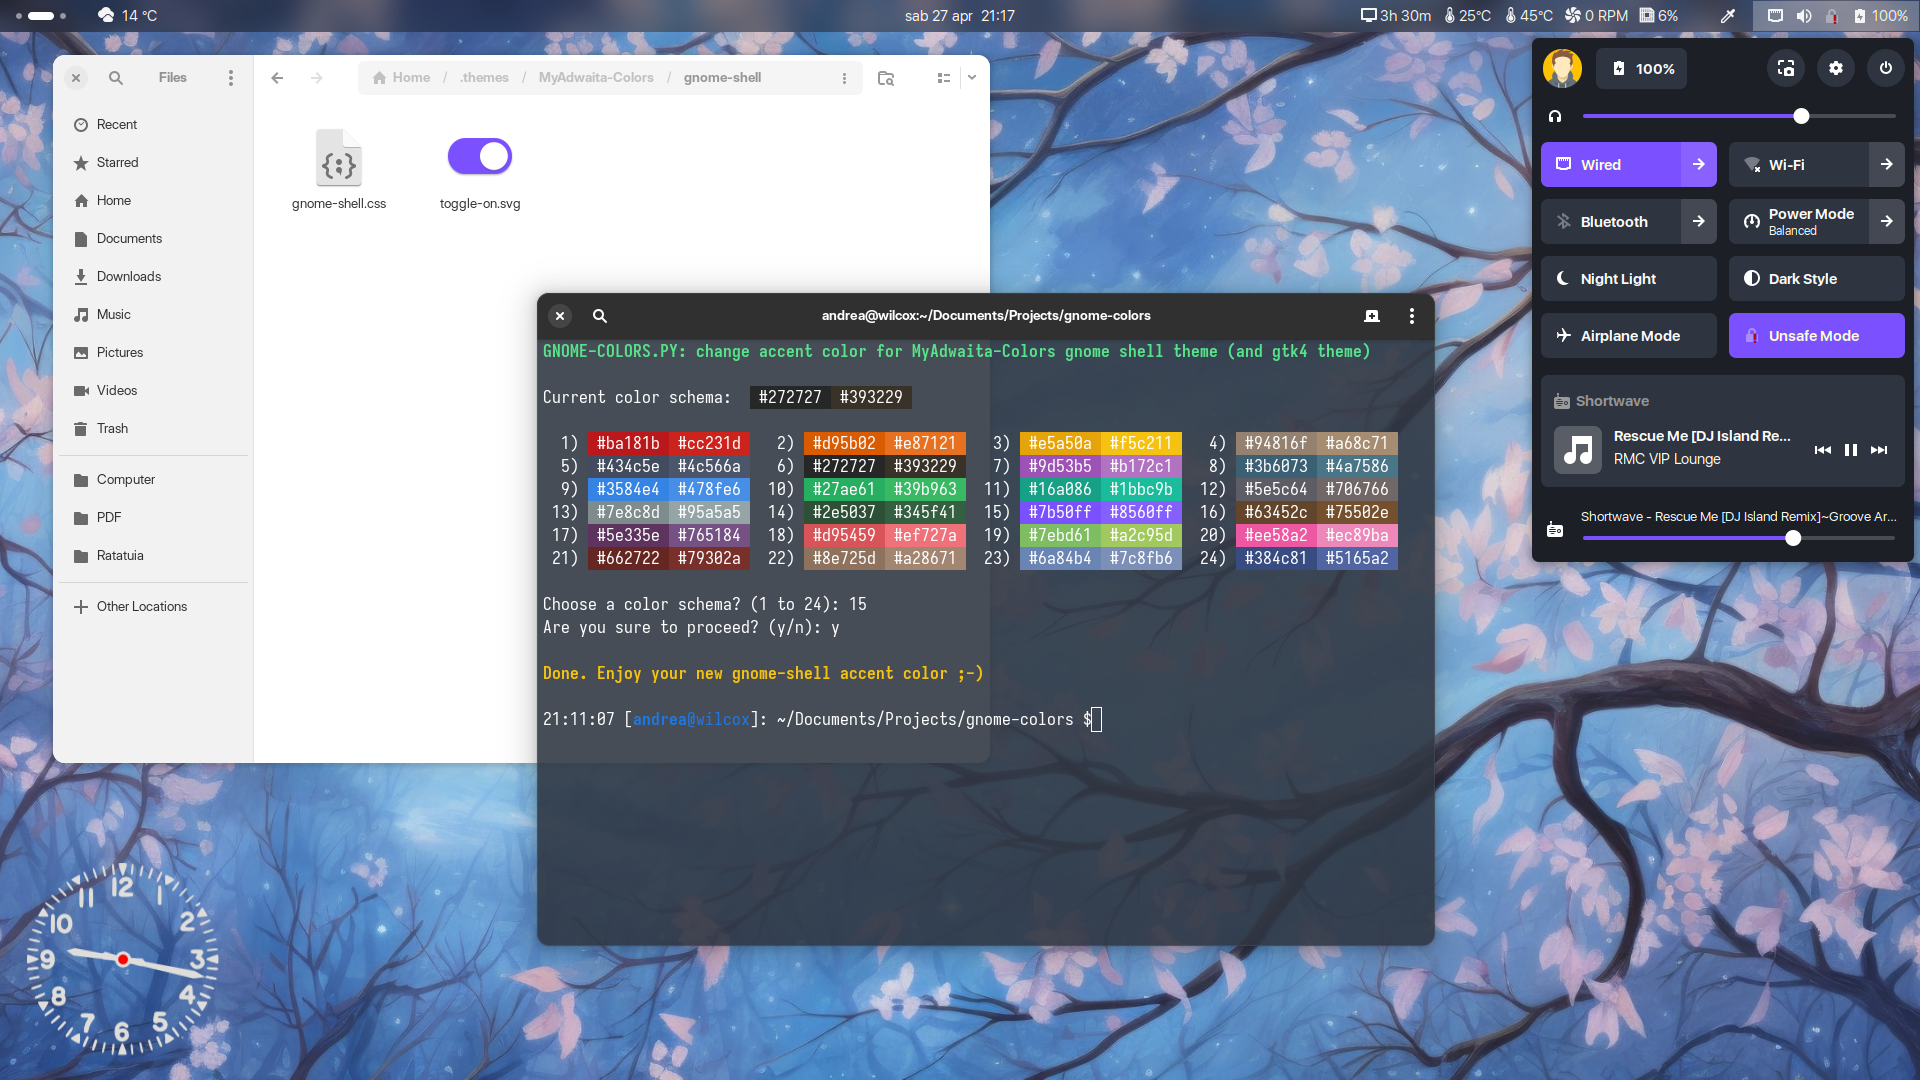 14 °C
sab 27 apr 21:17
3h 30m 25°C 45°C 0 RPM 6%
100%
Files
Home / .themes / MyAdwaita-Colors / gnome-shell
Recent
Starred
Home
Documents
Downloads
Music
Pictures
Videos
Trash
Computer
PDF
Ratatuia
Other Locations
gnome-shell.css
toggle-on.svg
andrea@wilcox:~/Documents/Projects/gnome-colors
GNOME-COLORS.PY: change accent color for MyAdwaita-Colors gnome shell theme (and gtk4 theme)
Current color schema: #272727 #393229
1) #ba181b #cc231d 2) #d95b02 #e87121 3) #e5a50a #f5c211 4) #94816f #a68c71
5) #434c5e #4c566a 6) #272727 #393229 7) #9d53b5 #b172c1 8) #3b6073 #4a7586
9) #3584e4 #478fe6 10) #27ae61 #39b963 11) #16a086 #1bbc9b 12) #5e5c64 #706766
13) #7e8c8d #95a5a5 14) #2e5037 #345f41 15) #7b50ff #8560ff 16) #63452c #75502e
17) #5e335e #765184 18) #d95459 #ef727a 19) #7ebd61 #a2c95d 20) #ee58a2 #ec89ba
21) #662722 #79302a 22) #8e725d #a28671 23) #6a84b4 #7c8fb6 24) #384c81 #5165a2
Choose a color schema? (1 to 24): 15
Are you sure to proceed? (y/n): y
Done. Enjoy your new gnome-shell accent color ;-)
21:11:07 [andrea@wilcox]: ~/Documents/Projects/gnome-colors $
100%
Wired
Wi-Fi
Bluetooth
Power Mode
Balanced
Night Light
Dark Style
Airplane Mode
Unsafe Mode
Shortwave
Rescue Me [DJ Island Re...
RMC VIP Lounge
Shortwave - Rescue Me [DJ Island Remix]~Groove Ar...
12
11
10
2
9
3
8
4
7
5
6